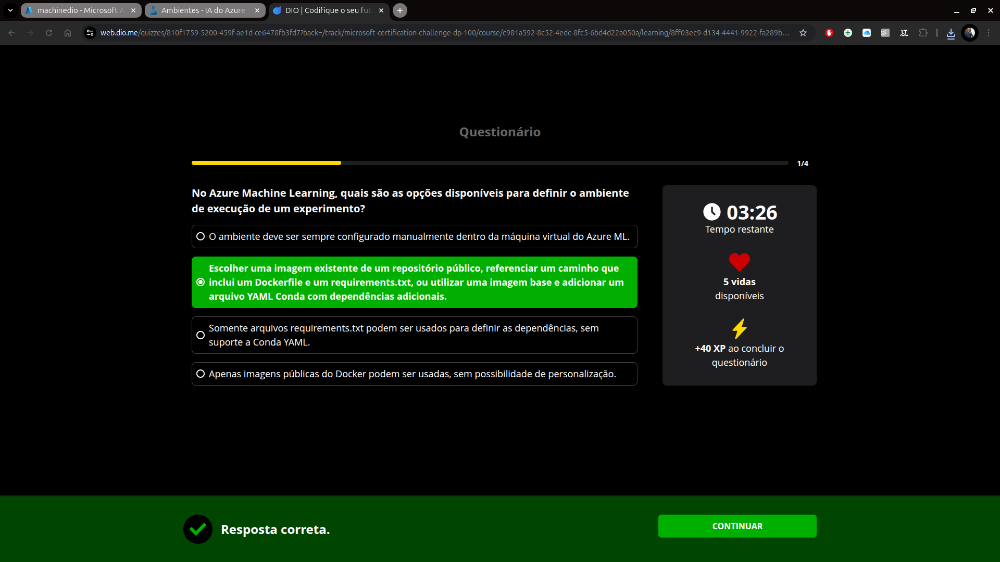 machinedio - Microsoft A
Ambientes - IA do Azure
DIO | Codifique o seu fut
web.dio.me/quizzes/810f1759-5200-459f-ae1d-ce6478fb3fd7?back=/track/microsoft-certification-challenge-dp-100/course/c981a592-8c52-4edc-8fc5-6bd4d22a050a/learning/8ff03ec9-d134-4441-9922-fa289b...
Questionário
1/4
No Azure Machine Learning, quais são as opções disponíveis para definir o ambiente
de execução de um experimento?
O ambiente deve ser sempre configurado manualmente dentro da máquina virtual do Azure ML.
Escolher uma imagem existente de um repositório público, referenciar um caminho que
inclui um Dockerfile e um requirements.txt, ou utilizar uma imagem base e adicionar um
arquivo YAML Conda com dependências adicionais.
Somente arquivos requirements.txt podem ser usados para definir as dependências, sem
suporte a Conda YAML.
Apenas imagens públicas do Docker podem ser usadas, sem possibilidade de personalização.
03:26
Tempo restante
5 vidas
disponíveis
+40 XP ao concluir o
questionário
Resposta correta.
CONTINUAR